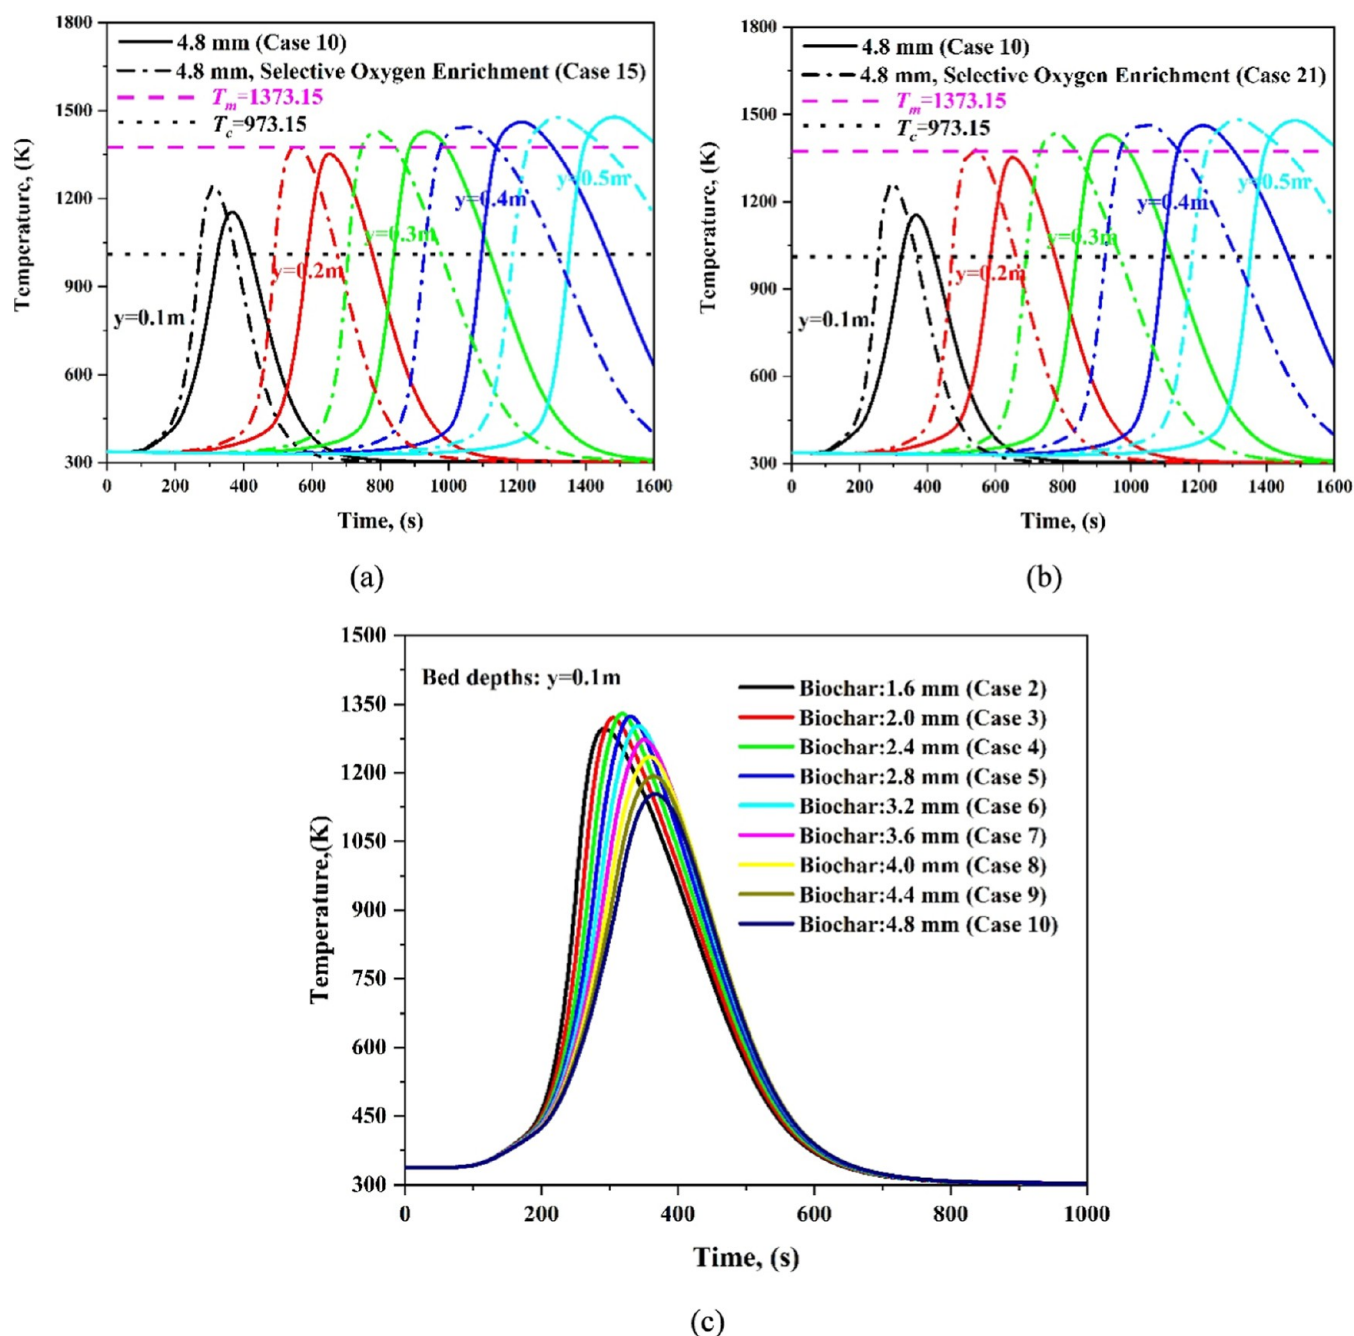 1800
1500
1200
900
600
300
Temperature, (K)
4.8 mm (Case 10)
4.8 mm, Selective Oxygen Enrichment (Case 15)
Tm=1373.15
Tc=973.15
y=0.1m
y=0.2m
y=0.3m
y=0.4m
y=0.5m
0 200 400 600 800 1000 1200 1400 1600
Time, (s)
(a)
1800
1500
1200
900
600
300
Temperature, (K)
4.8 mm (Case 10)
4.8 mm, Selective Oxygen Enrichment (Case 21)
Tm=1373.15
Tc=973.15
y=0.1m
y=0.2m
y=0.3m
y=0.4m
y=0.5m
0 200 400 600 800 1000 1200 1400 1600
Time, (s)
(b)
1500
1350
1200
1050
900
750
600
450
300
Temperature,(K)
Bed depths: y=0.1m
Biochar:1.6 mm (Case 2)
Biochar:2.0 mm (Case 3)
Biochar:2.4 mm (Case 4)
Biochar:2.8 mm (Case 5)
Biochar:3.2 mm (Case 6)
Biochar:3.6 mm (Case 7)
Biochar:4.0 mm (Case 8)
Biochar:4.4 mm (Case 9)
Biochar:4.8 mm (Case 10)
0 200 400 600 800 1000
Time, (s)
(c)